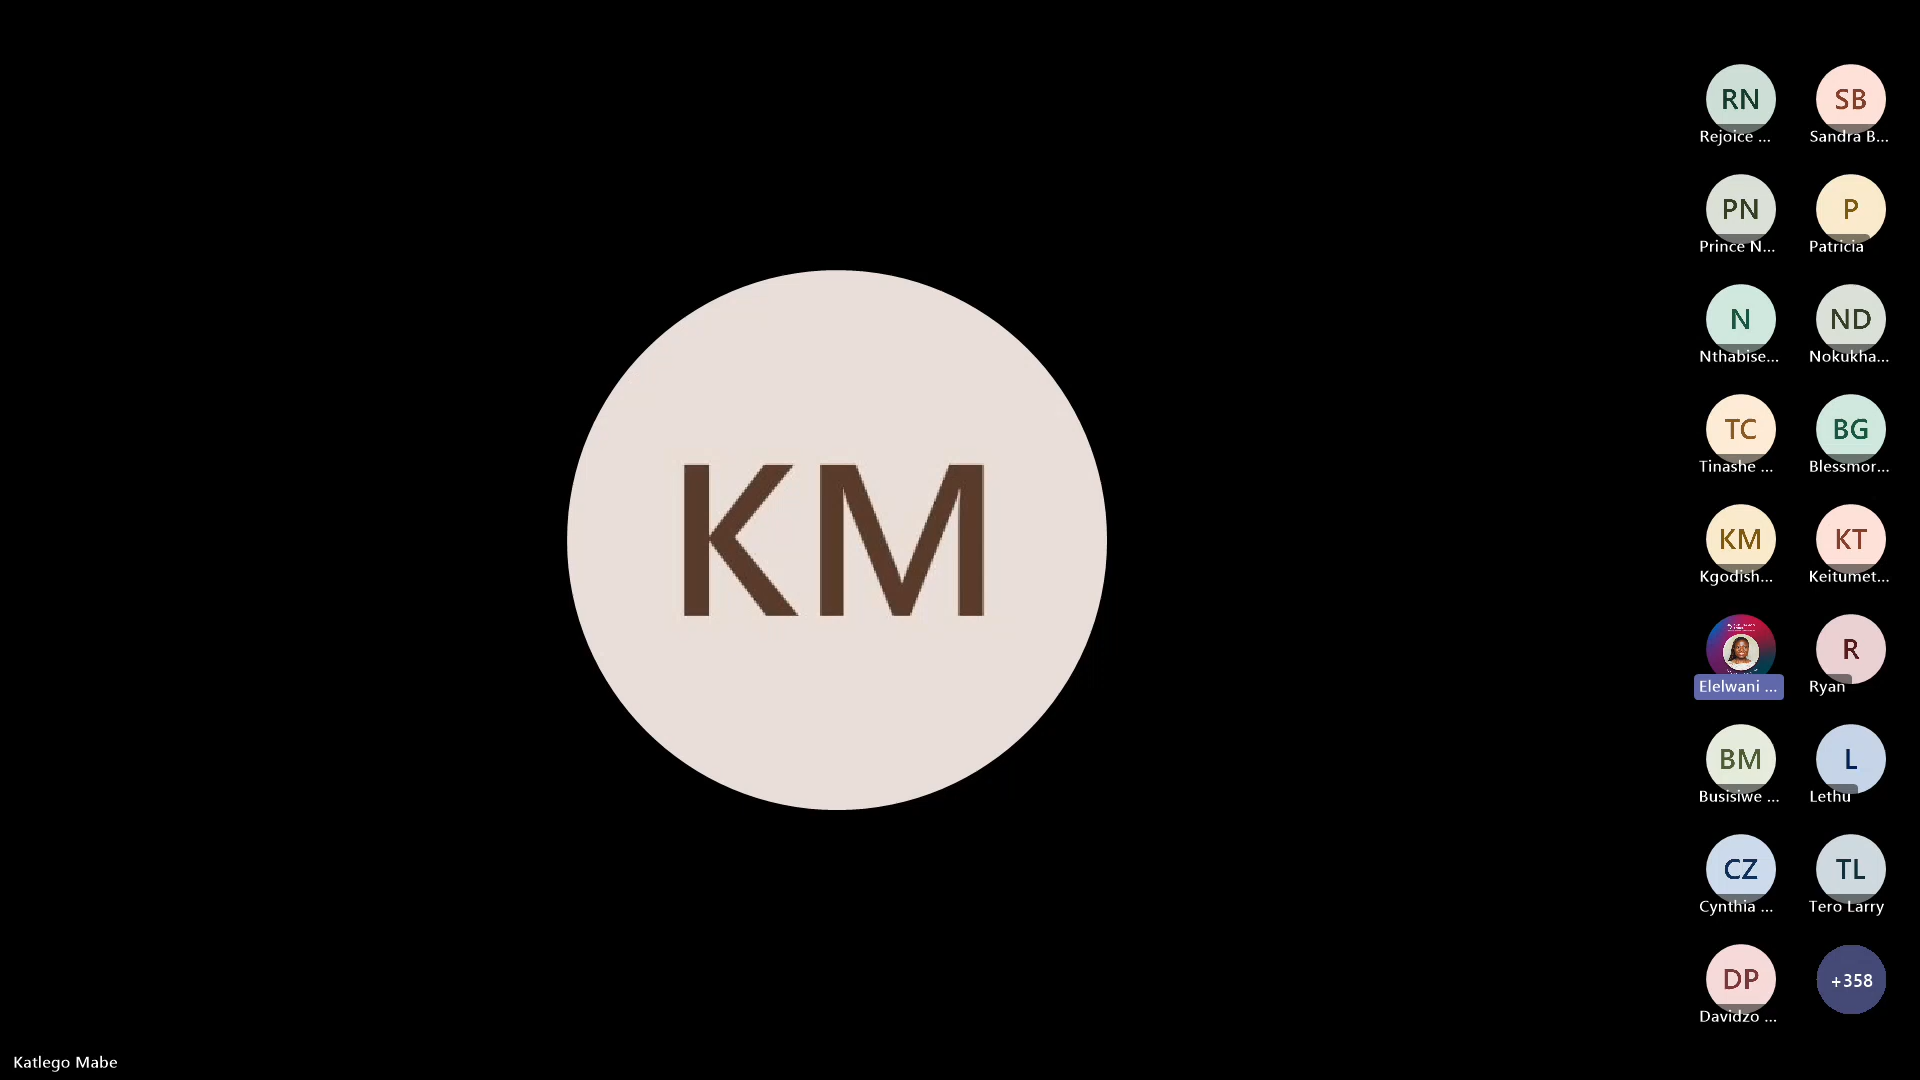 RN
SB
Rejoice ...
Sandra B...
PN
P
Prince N...
Patricia
N
ND
Nthabise...
Nokukha...
TC
BG
Tinashe ...
Blessmor...
KM
KM
KT
Kgodish...
Keitumet...
R
Elelwani ...
Ryan
BM
L
Busisiwe ...
Lethu
CZ
TL
Cynthia ...
Tero Larry
DP
+358
Davidzo ...
Katlego Mabe